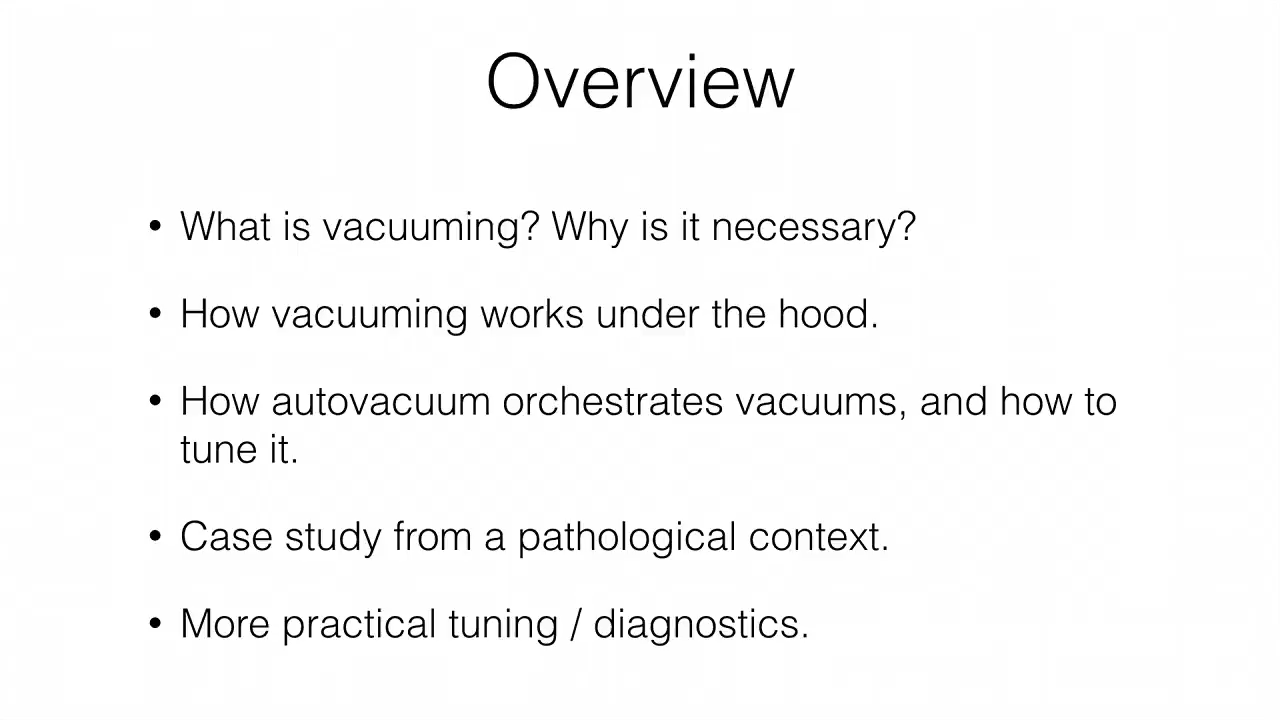 Overview
• What is vacuuming? Why is it necessary?
• How vacuuming works under the hood.
• How autovacuum orchestrates vacuums, and how to
tune it.
• Case study from a pathological context.
• More practical tuning / diagnostics.